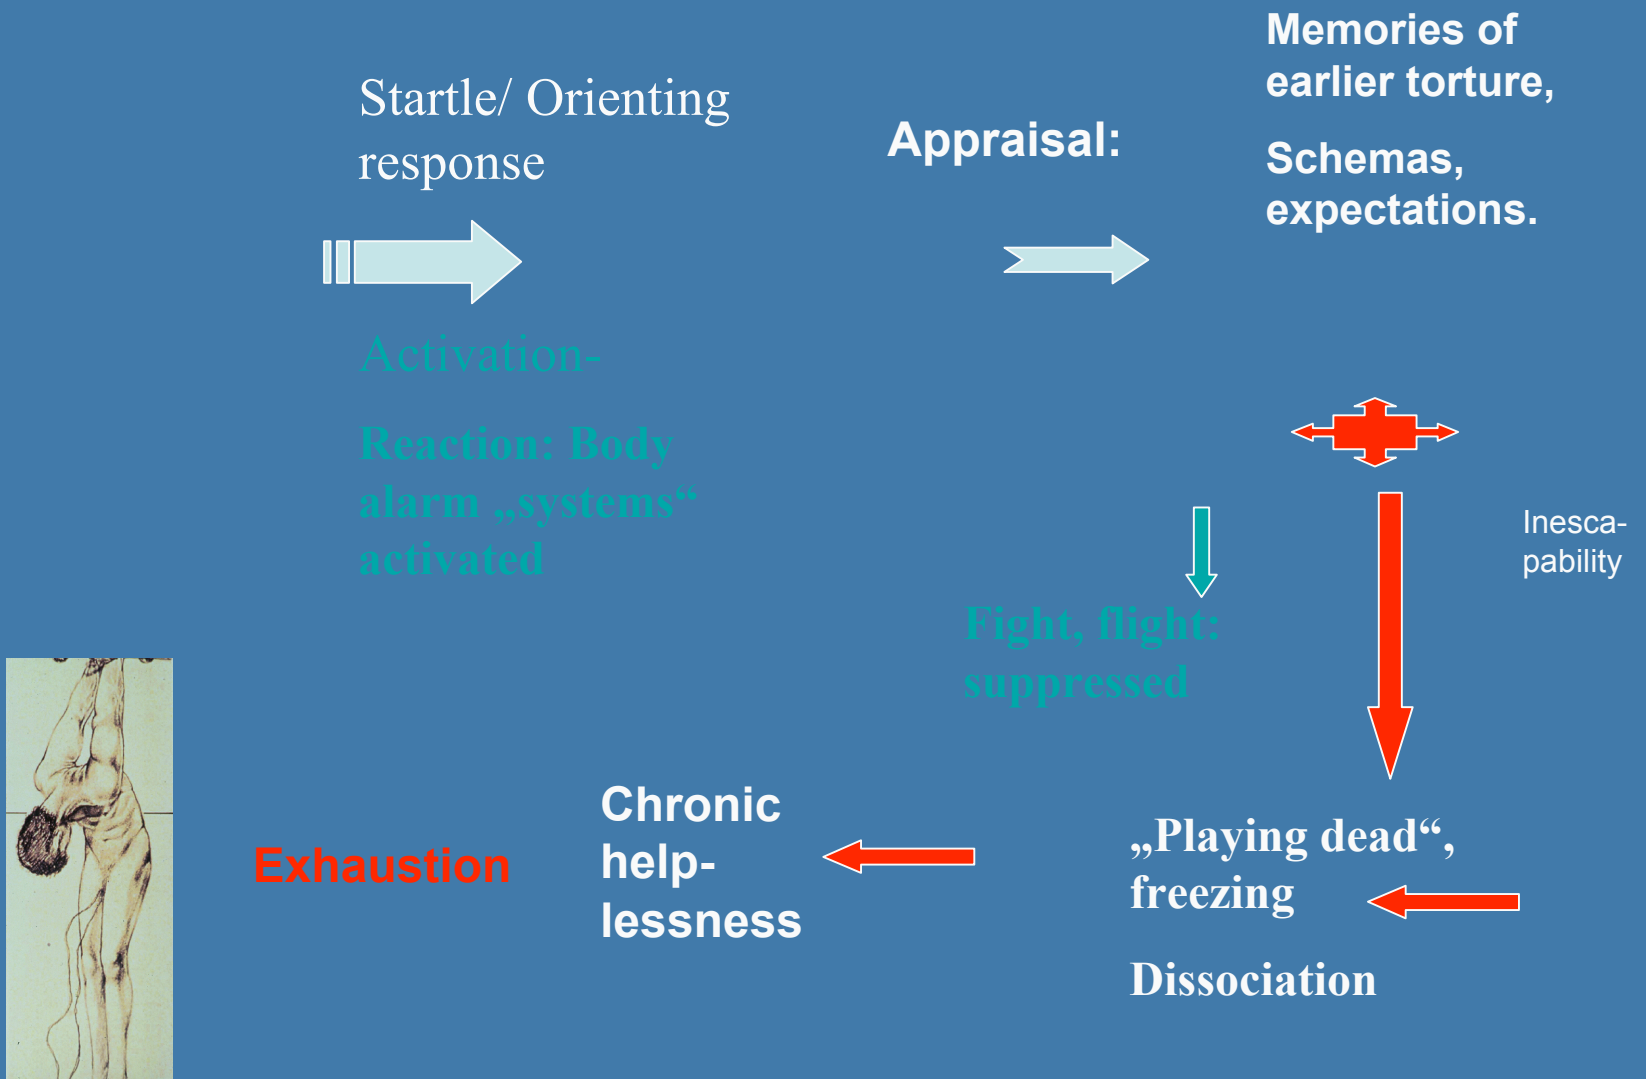 Startle/ Orienting
response
Appraisal:
Memories of
earlier torture,
Schemas,
expectations.
Activation-
Reaction: Body
alarm „systems“
activated
Inesca-
pability
Fight, flight:
suppressed
„Playing dead“,
freezing
Dissociation
Chronic
help-
lessness
Exhaustion